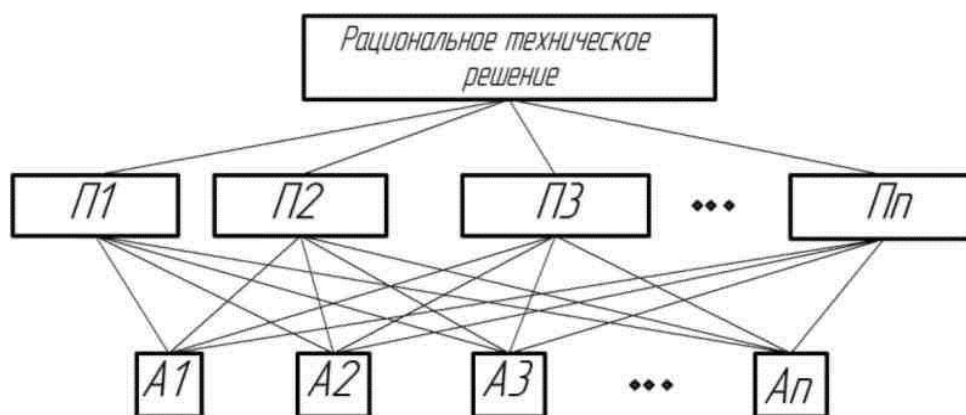 Рациональное техническое
решение
П1 П2 П3 ... Пn
А1 А2 А3 ... Аn